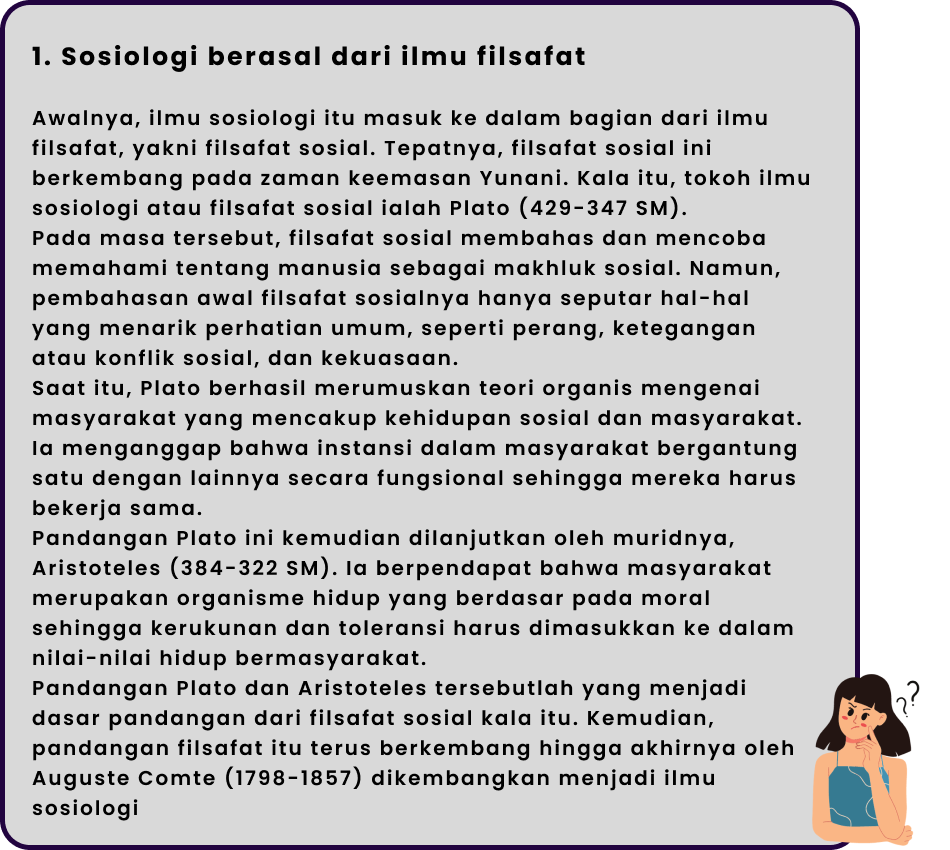 1. Sosiologi berasal dari ilmu filsafat
Awalnya, ilmu sosiologi itu masuk ke dalam bagian dari ilmu
filsafat, yakni filsafat sosial. Tepatnya, filsafat sosial ini
berkembang pada zaman keemasan Yunani. Kala itu, tokoh ilmu
sosiologi atau filsafat sosial ialah Plato (429-347 SM).
Pada masa tersebut, filsafat sosial membahas dan mencoba
memahami tentang manusia sebagai makhluk sosial. Namun,
pembahasan awal filsafat sosialnya hanya seputar hal-hal
yang menarik perhatian umum, seperti perang, ketegangan
atau konflik sosial, dan kekuasaan.
Saat itu, Plato berhasil merumuskan teori organis mengenai
masyarakat yang mencakup kehidupan sosial dan masyarakat.
Ia menganggap bahwa instansi dalam masyarakat bergantung
satu dengan lainnya secara fungsional sehingga mereka harus
bekerja sama.
Pandangan Plato ini kemudian dilanjutkan oleh muridnya,
Aristoteles (384-322 SM). Ia berpendapat bahwa masyarakat
merupakan organisme hidup yang berdasar pada moral
sehingga kerukunan dan toleransi harus dimasukkan ke dalam
nilai-nilai hidup bermasyarakat.
Pandangan Plato dan Aristoteles tersebutlah yang menjadi
dasar pandangan dari filsafat sosial kala itu. Kemudian,
pandangan filsafat itu terus berkembang hingga akhirnya oleh
Auguste Comte (1798-1857) dikembangkan menjadi ilmu
sosiologi
??